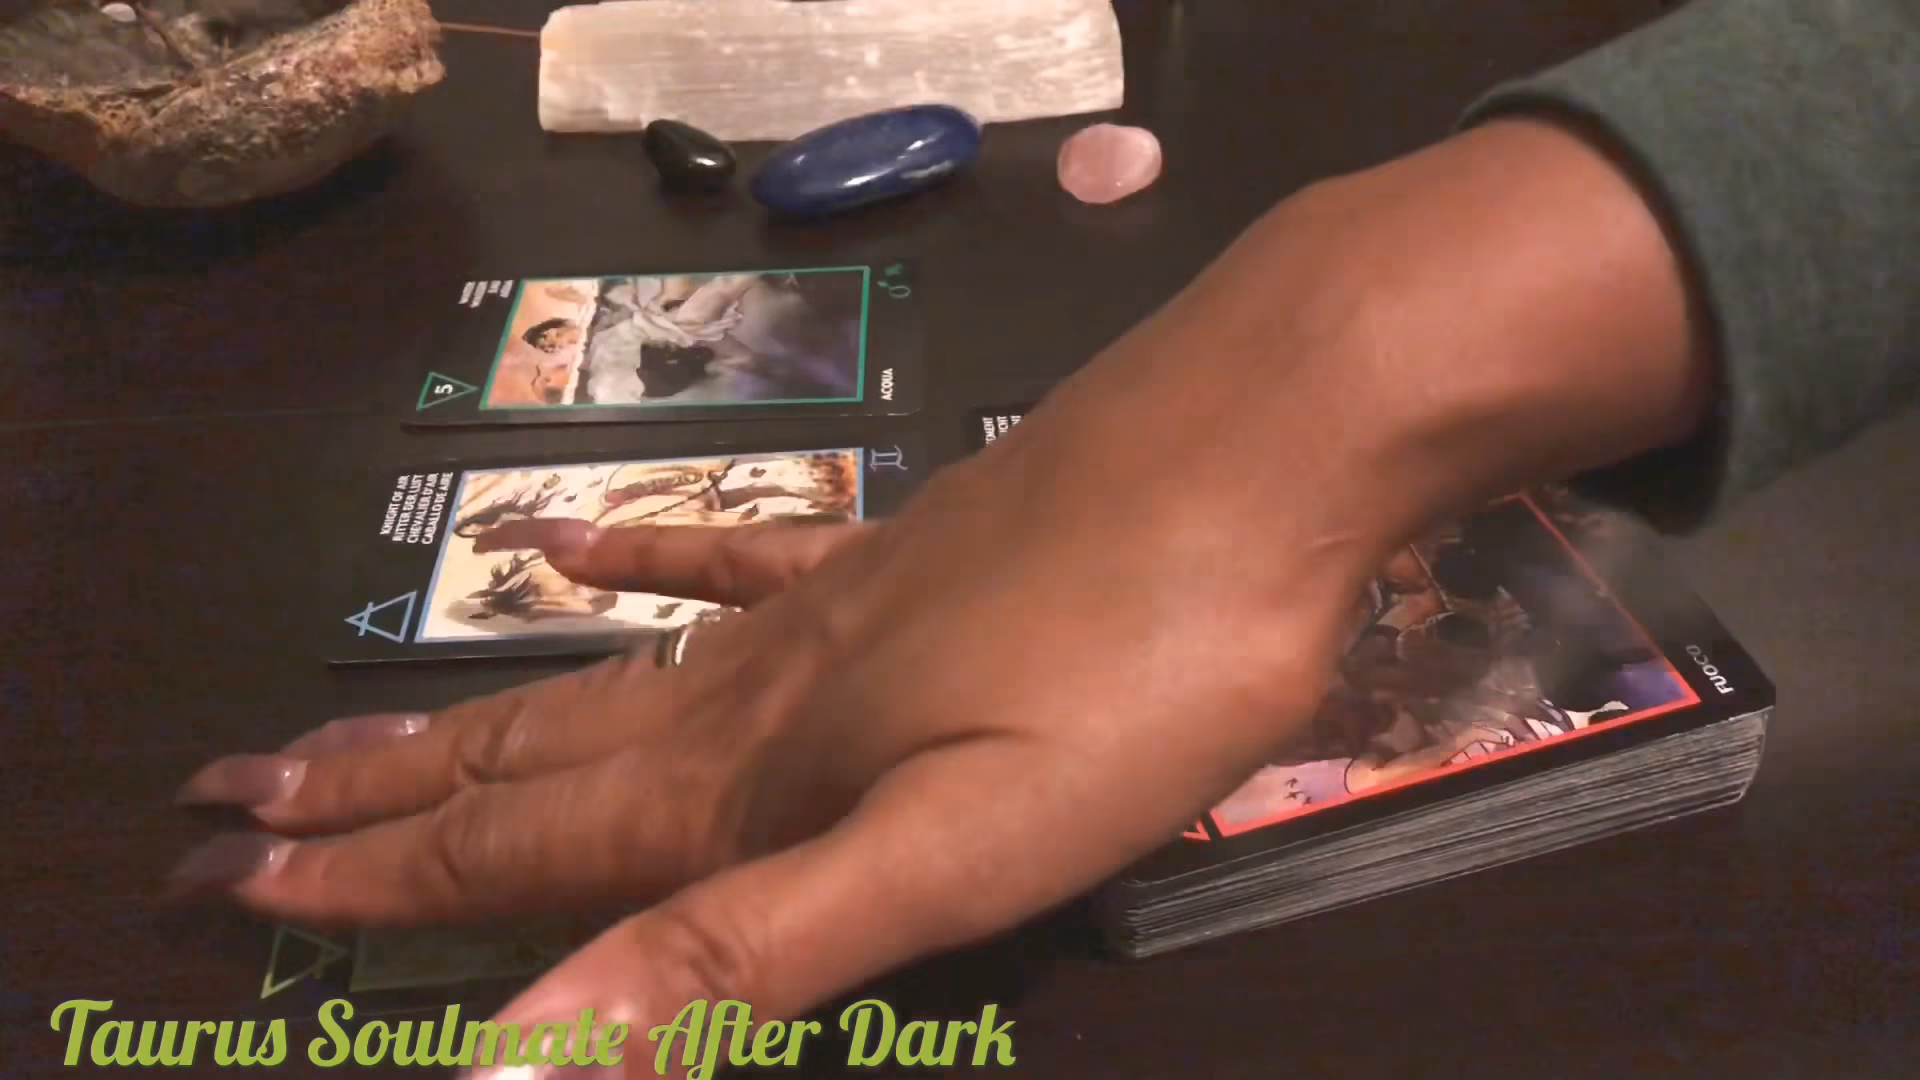 5
ACQUA
KNIGHT OF AIR
RITTER DER LUFT
CHEVALIER D'AIR
CABALLO DE AIRE
FUOCO
Taurus Soulmate After Dark